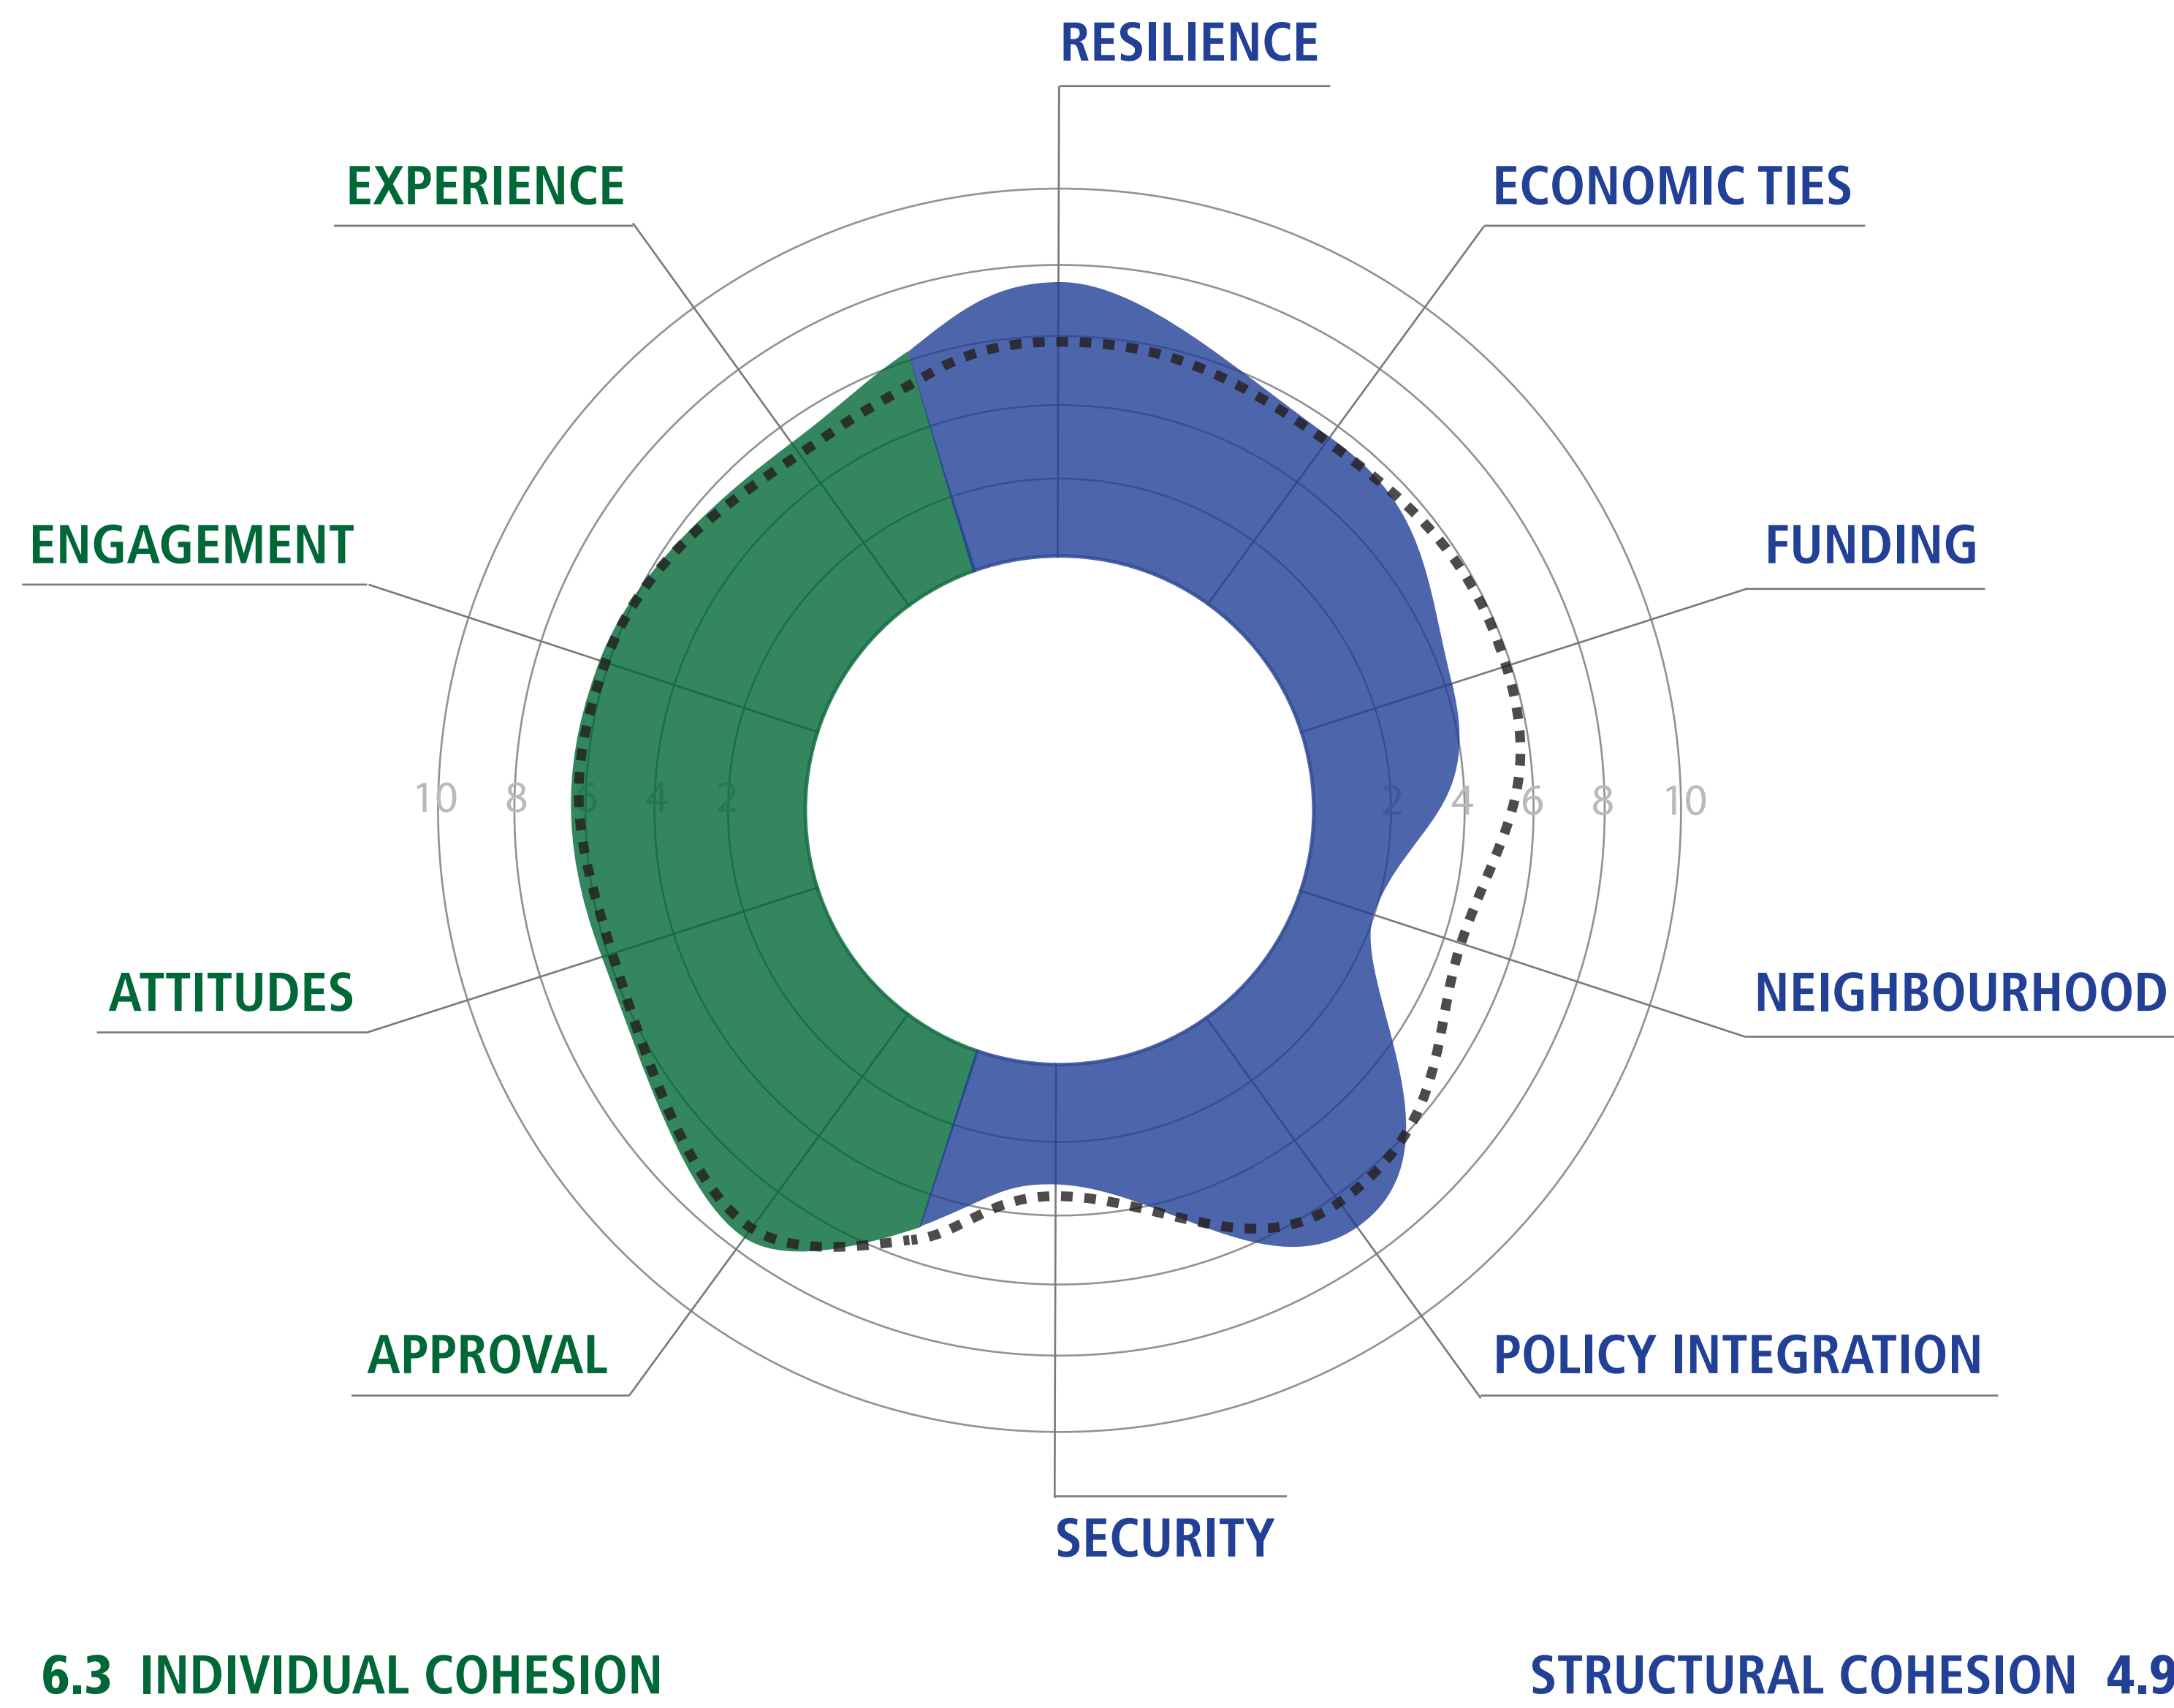 RESILIENCE
EXPERIENCE
ECONOMIC TIES
ENGAGEMENT
FUNDING
10 8 6 4 2 2 4 6 8 10
ATTITUDES
NEIGHBOURHOOD
APPROVAL
POLICY INTEGRATION
SECURITY
6.3 INDIVIDUAL COHESION
STRUCTURAL COHESION 4.9